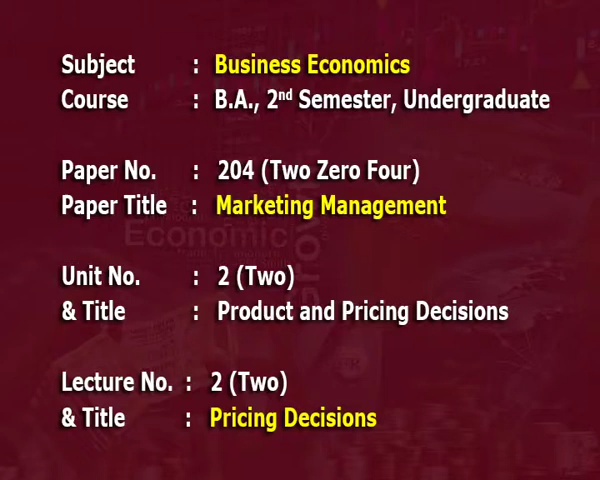 Subject : Business Economics
Course : B.A., 2nd Semester, Undergraduate
Paper No. : 204 (Two Zero Four)
Paper Title : Marketing Management
Economic
Unit No. : 2 (Two)
& Title : Product and Pricing Decisions
Lecture No. : 2 (Two)
& Title : Pricing Decisions